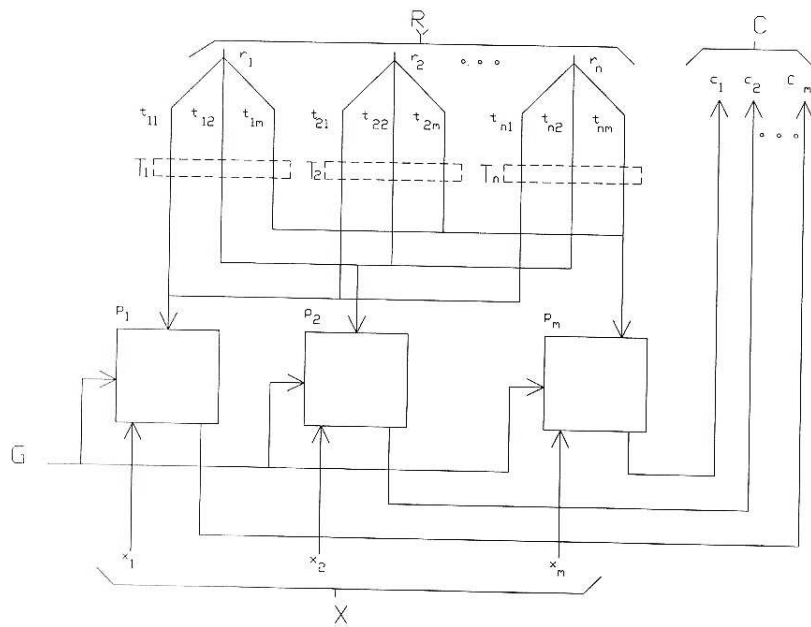 R C
r1 r2 rn c1 c2 cm
t11 t12 t1m t21 t22 t2m tn1 tn2 tnm
T1 T2 Tn
p1 p2 pm
G
x1 x2 xm
X